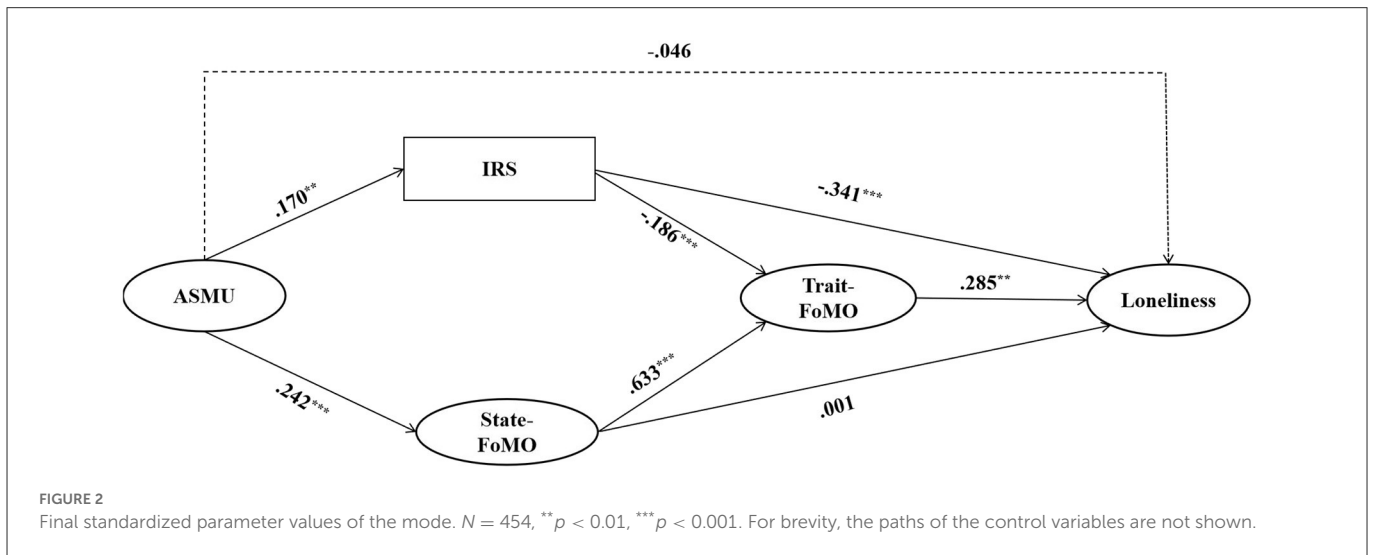 -.046
IRS
.170**
-.341***
-.186***
ASMU
Trait-
FoMO
.285**
Loneliness
.242***
.633***
.001
State-
FoMO
FIGURE 2
Final standardized parameter values of the mode. N = 454, **p < 0.01, ***p < 0.001. For brevity, the paths of the control variables are not shown.